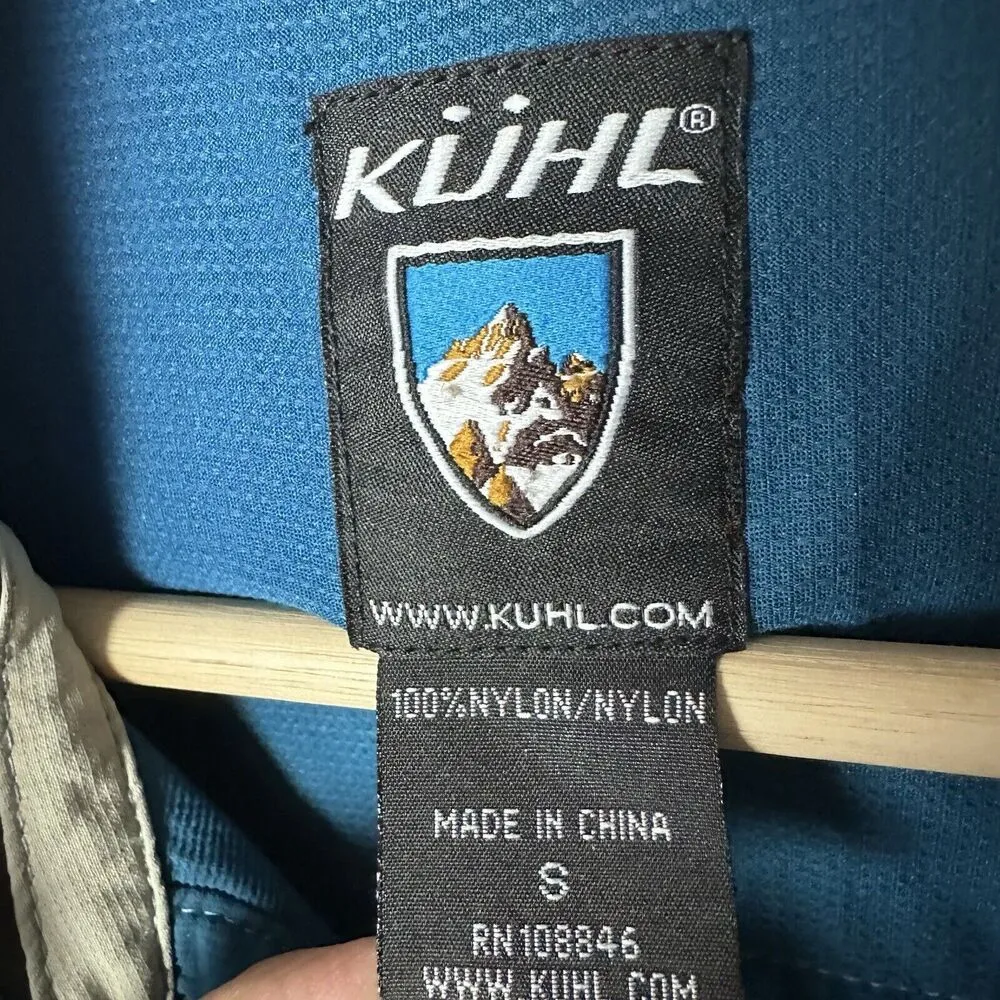 KÜHL®
WWW.KUHL.COM
100%NYLON/NYLON
MADE IN CHINA
S
RN108846
WWW.KUHL.COM